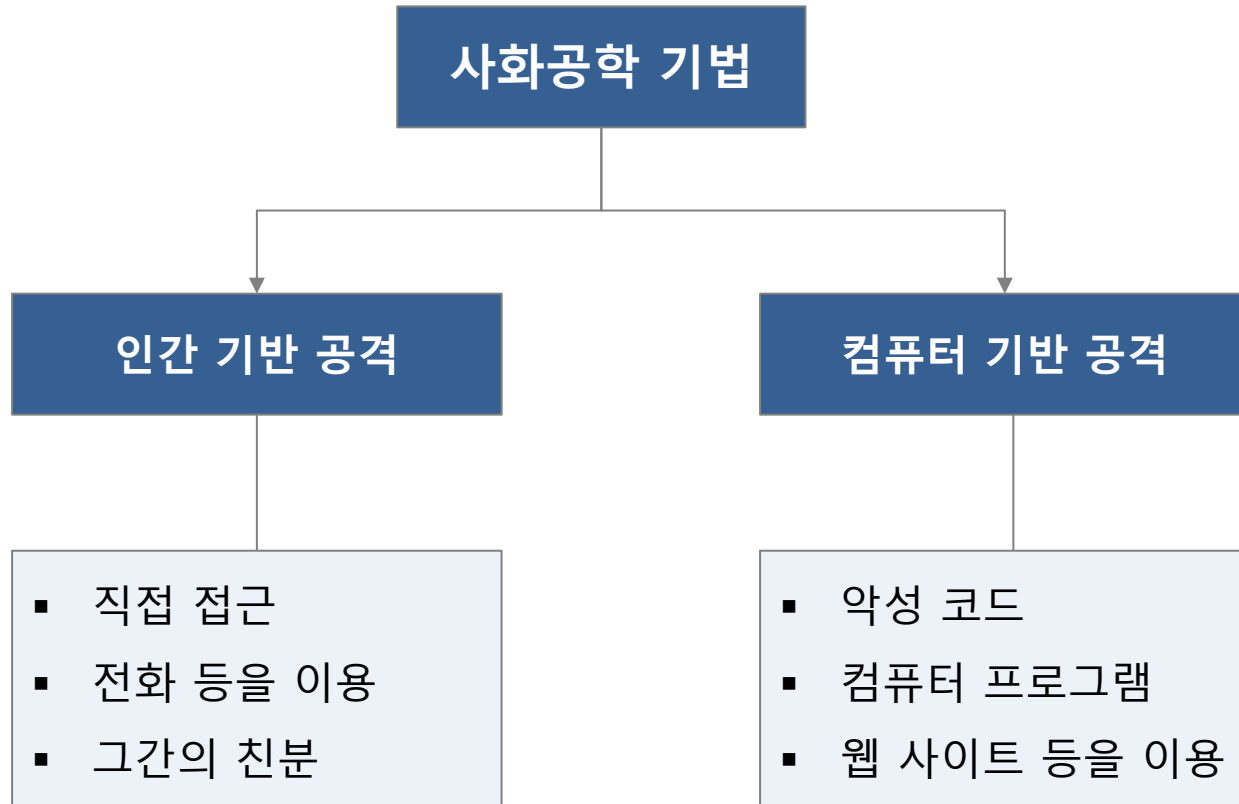 사화공학 기법
인간 기반 공격
컴퓨터 기반 공격
▪ 직접 접근
▪ 전화 등을 이용
▪ 그간의 친분
▪ 악성 코드
▪ 컴퓨터 프로그램
▪ 웹 사이트 등을 이용